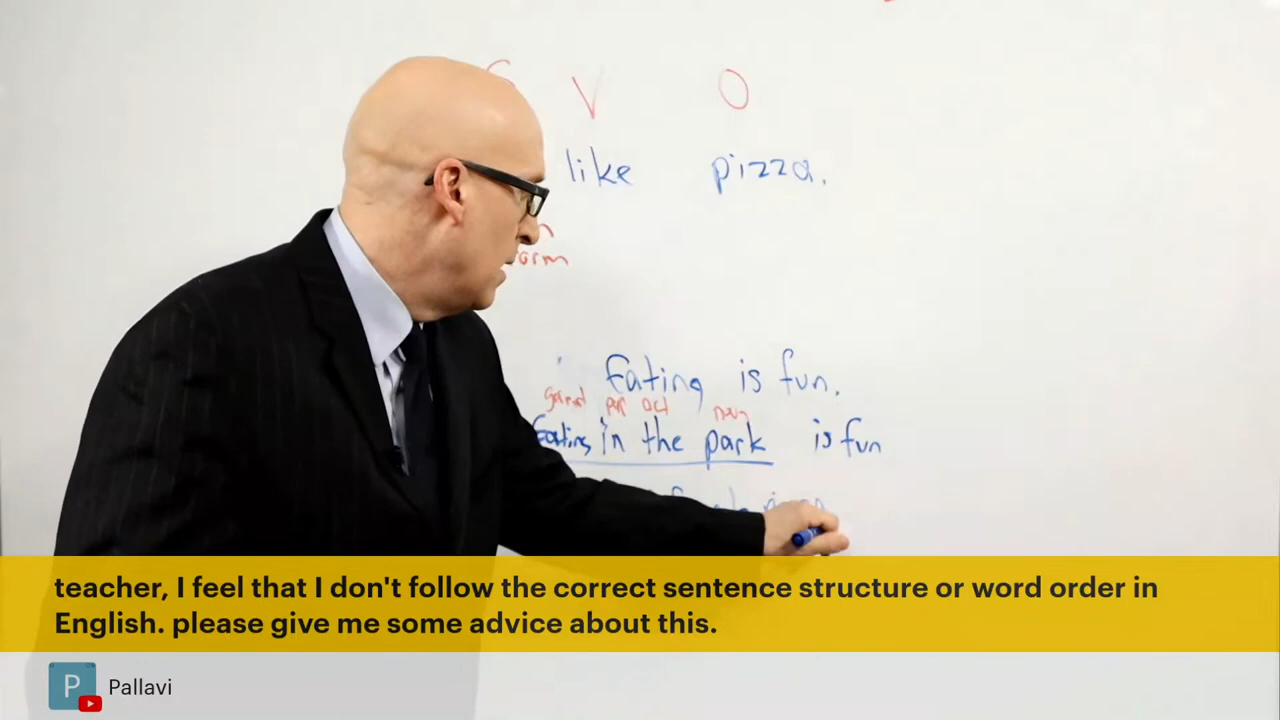 V O
like pizza.
Eating is fun.
gerund art noun
Eating in the park is fun
teacher, I feel that I don't follow the correct sentence structure or word order in
English. please give me some advice about this.
P Pallavi